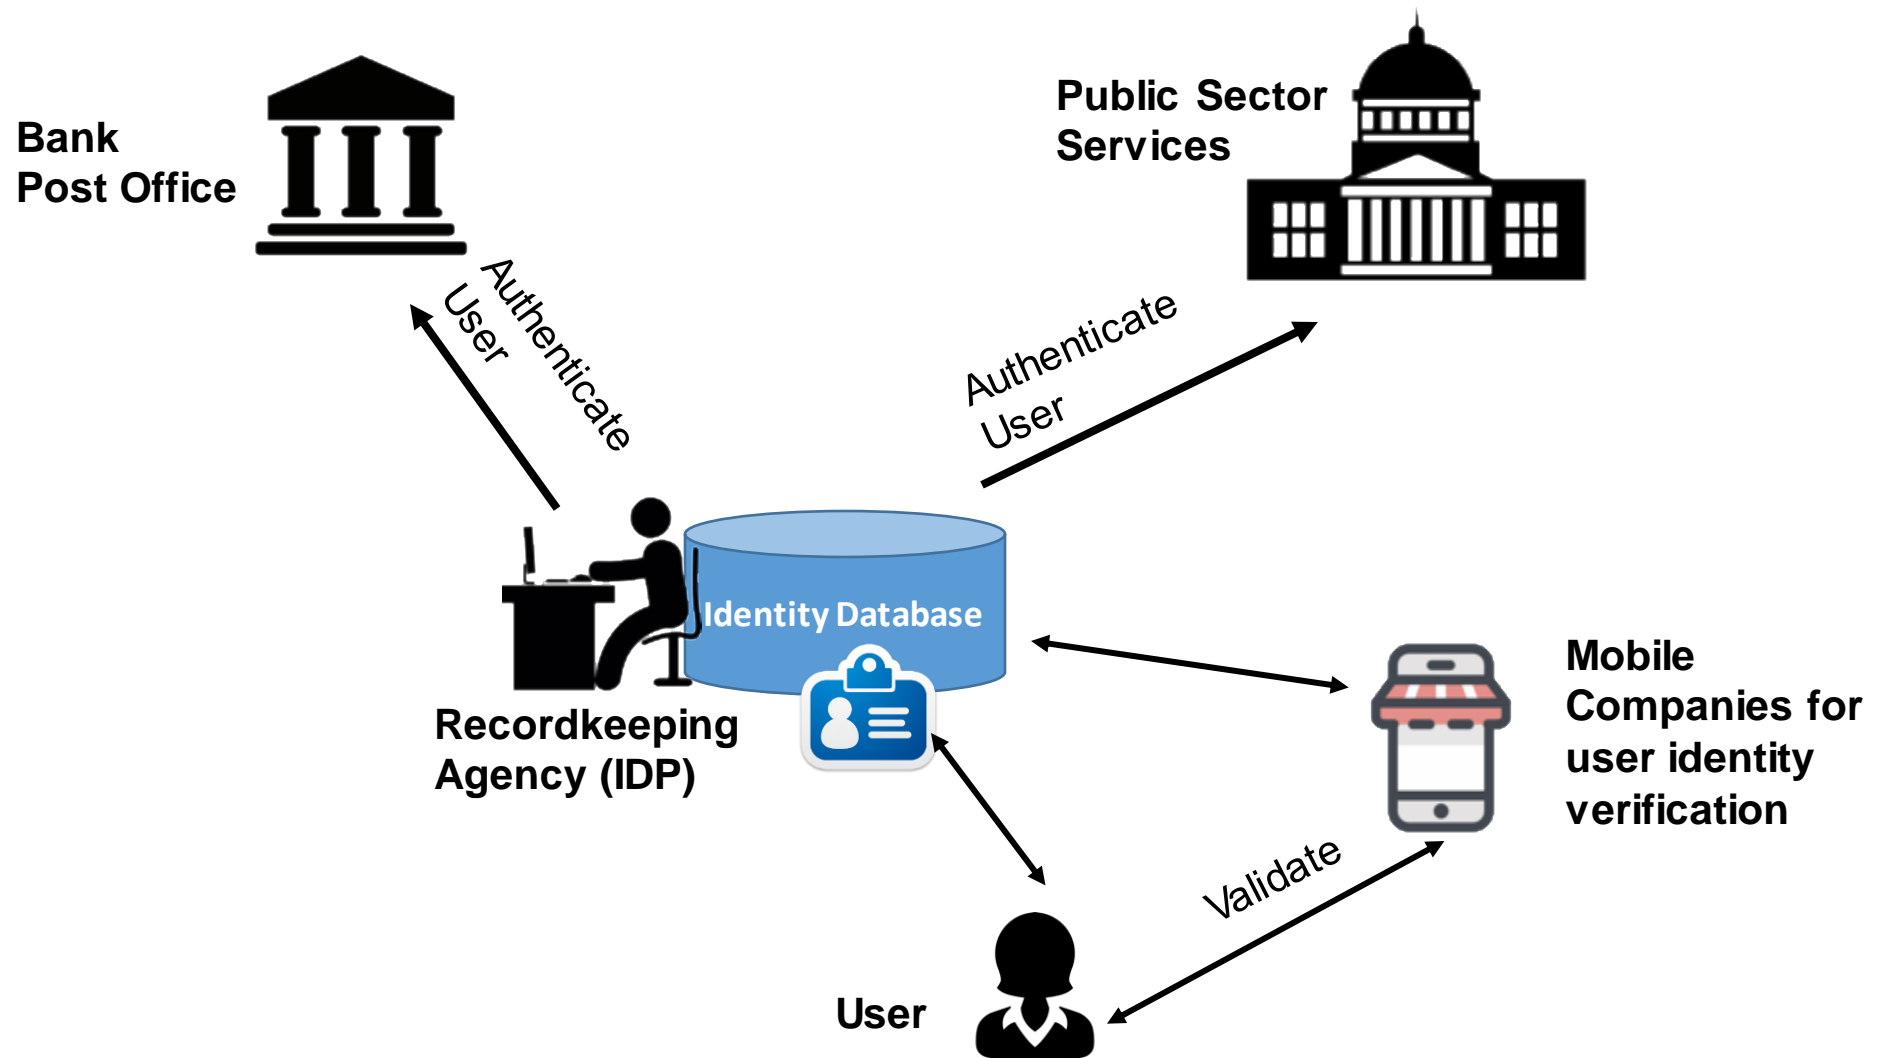 Bank
Post Office
Public Sector
Services
Authenticate
User
Authenticate
User
Identity Database
Recordkeeping
Agency (IDP)
Mobile
Companies for
user identity
verification
Validate
User